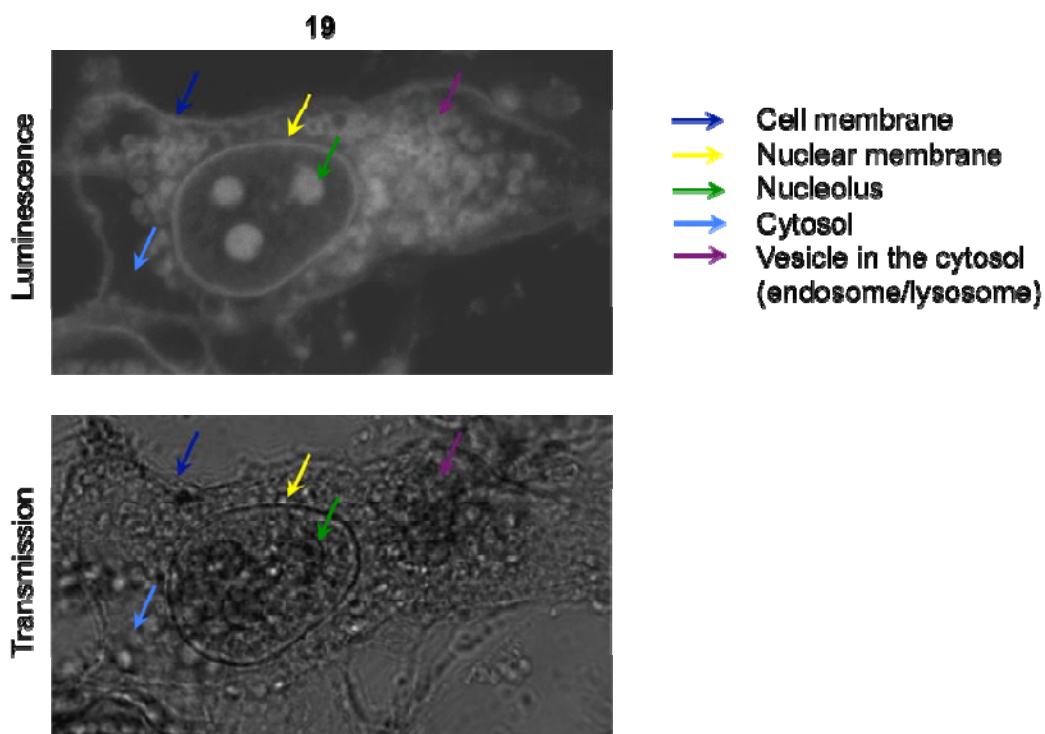 19
Luminescence
Cell membrane
Nuclear membrane
Nucleolus
Cytosol
Vesicle in the cytosol
(endosome/lysosome)
Transmission